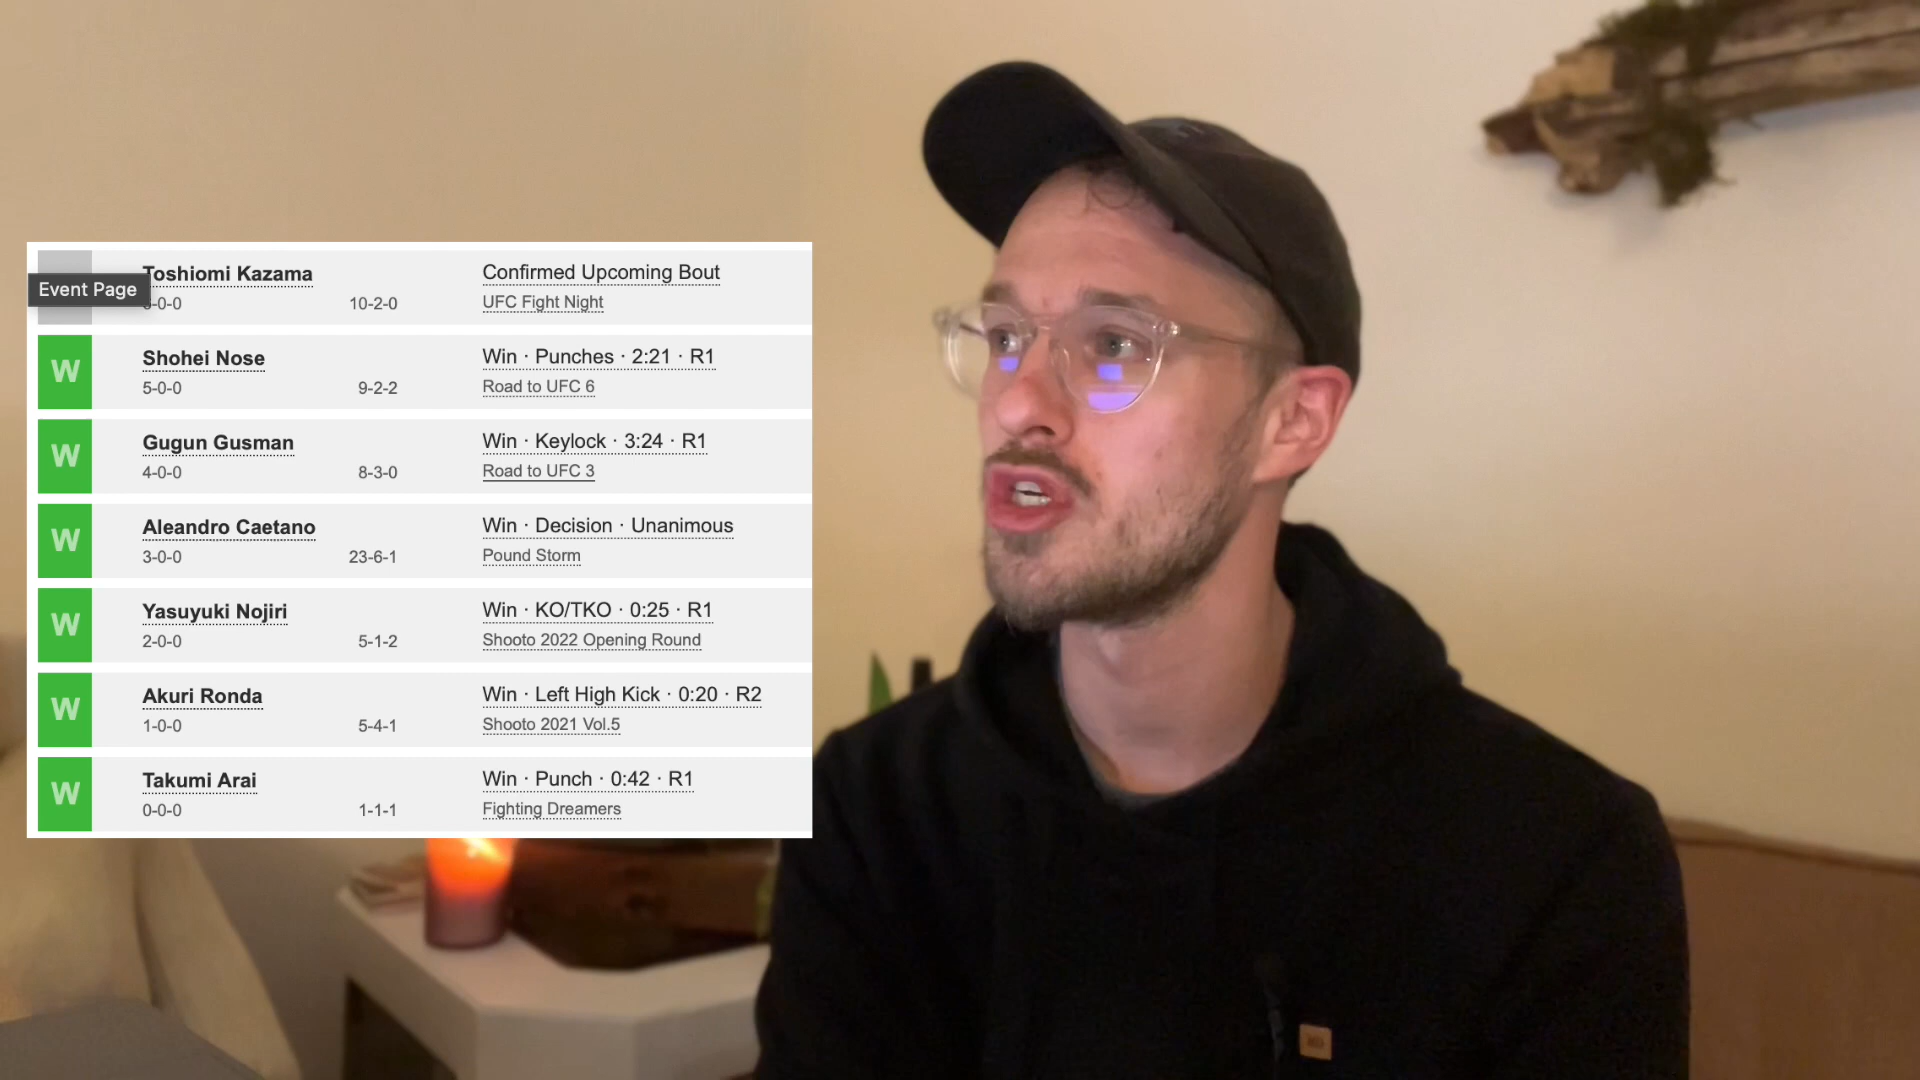 Event Page
Toshiomi Kazama
Confirmed Upcoming Bout
-0-0
10-2-0
UFC Fight Night
W
Shohei Nose
Win · Punches · 2:21 · R1
5-0-0
9-2-2
Road to UFC 6
W
Gugun Gusman
Win · Keylock · 3:24 · R1
4-0-0
8-3-0
Road to UFC 3
W
Aleandro Caetano
Win · Decision · Unanimous
3-0-0
23-6-1
Pound Storm
W
Yasuyuki Nojiri
Win · KO/TKO · 0:25 · R1
2-0-0
5-1-2
Shooto 2022 Opening Round
W
Akuri Ronda
Win · Left High Kick · 0:20 · R2
1-0-0
5-4-1
Shooto 2021 Vol.5
W
Takumi Arai
Win · Punch · 0:42 · R1
0-0-0
1-1-1
Fighting Dreamers